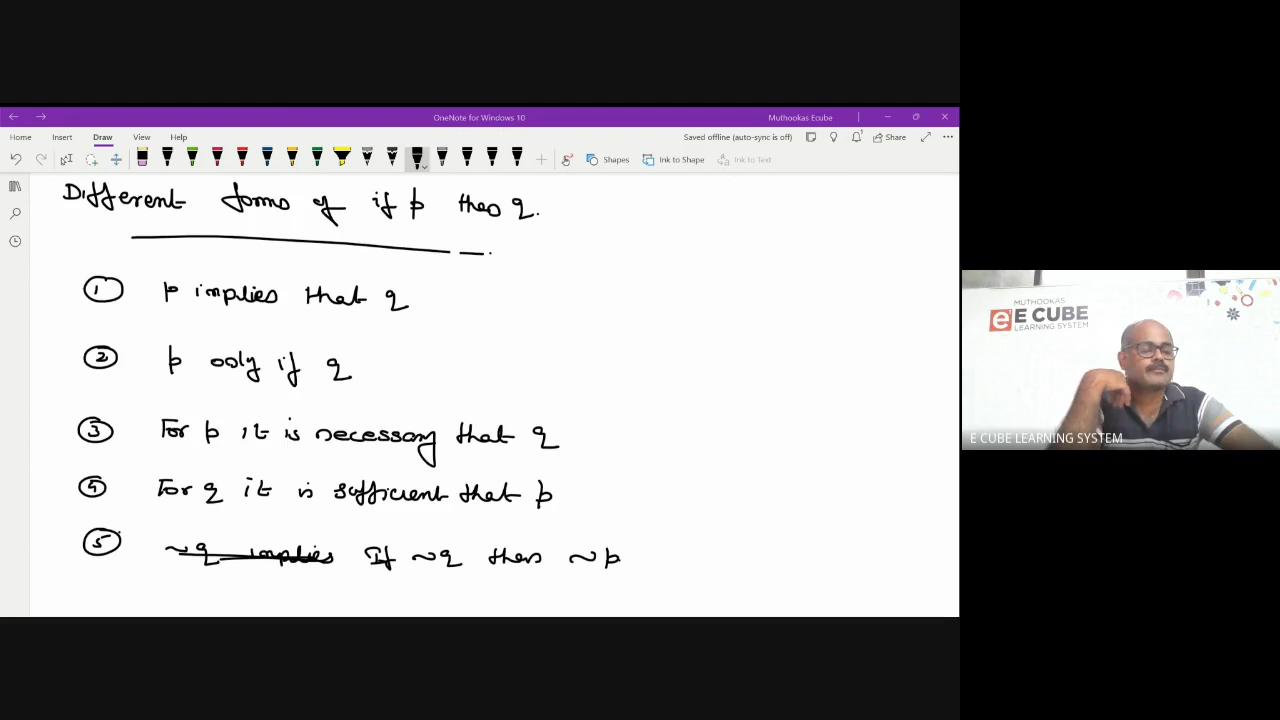 OneNote for Windows 10
Muthookas Ecube
Home Insert Draw View Help
Saved offline (auto-sync is off)
Share
Shapes
Ink to Shape
Ink to Text
Different forms of if p then q.
1 p implies that q
2 p only if q
3 For p it is necessary that q
4 For q it is sufficient that p
5 ~q implies If ~q then ~p
MUTHOOKAS
e E CUBE
LEARNING SYSTEM
E CUBE LEARNING SYSTEM